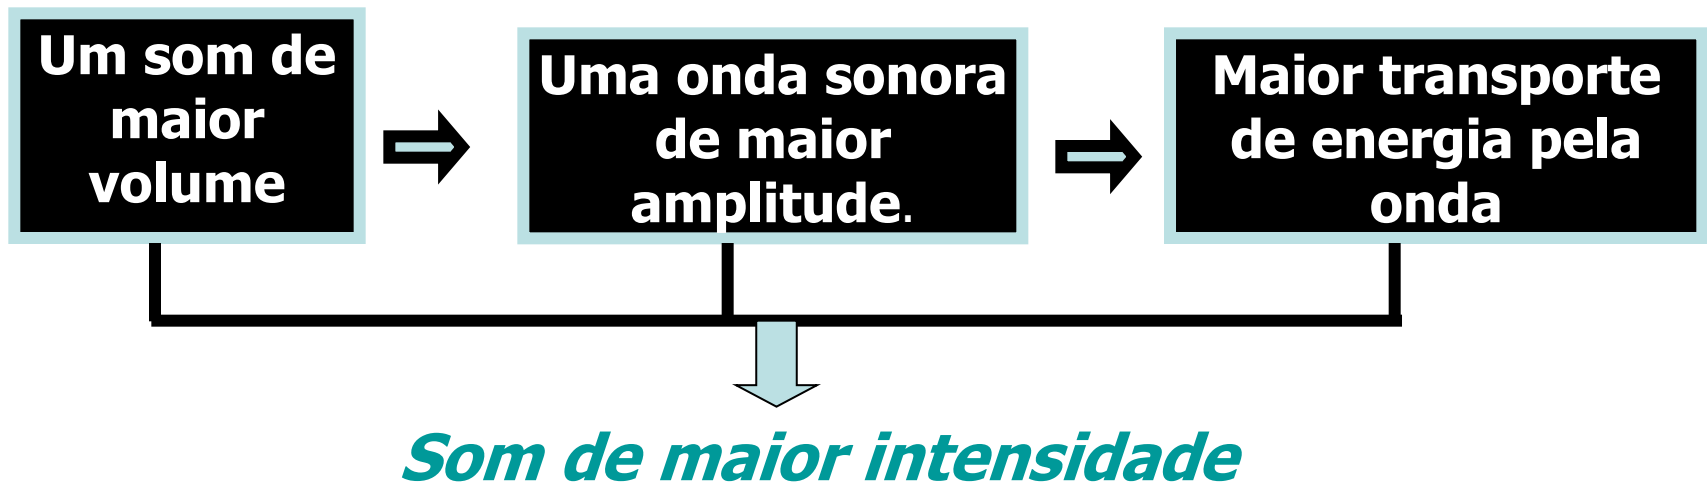 Um som de
maior
volume
Uma onda sonora
de maior
amplitude.
Maior transporte
de energia pela
onda
Som de maior intensidade